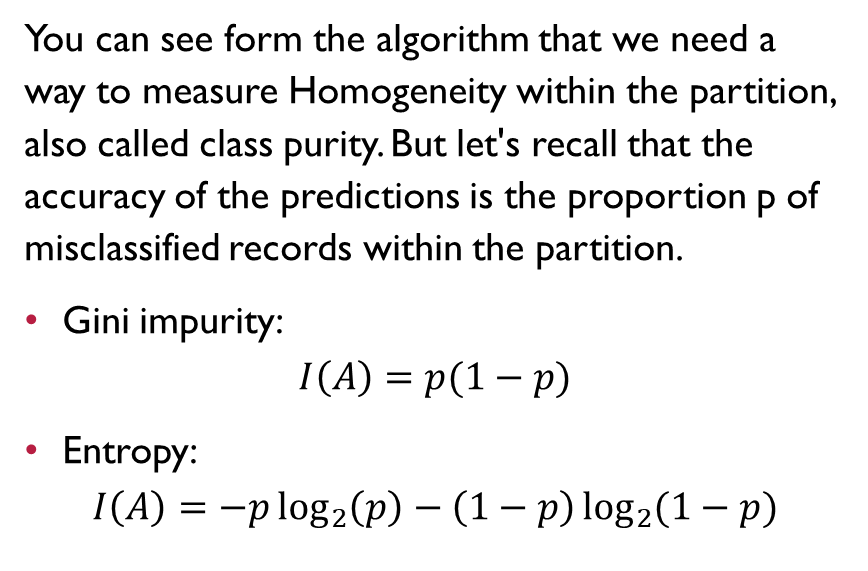 You can see form the algorithm that we need a
way to measure Homogeneity within the partition,
also called class purity. But let's recall that the
accuracy of the predictions is the proportion p of
misclassified records within the partition.
• Gini impurity:
I(A) = p(1 − p)
• Entropy:
I(A) = −p log₂(p) − (1 − p) log₂(1 − p)